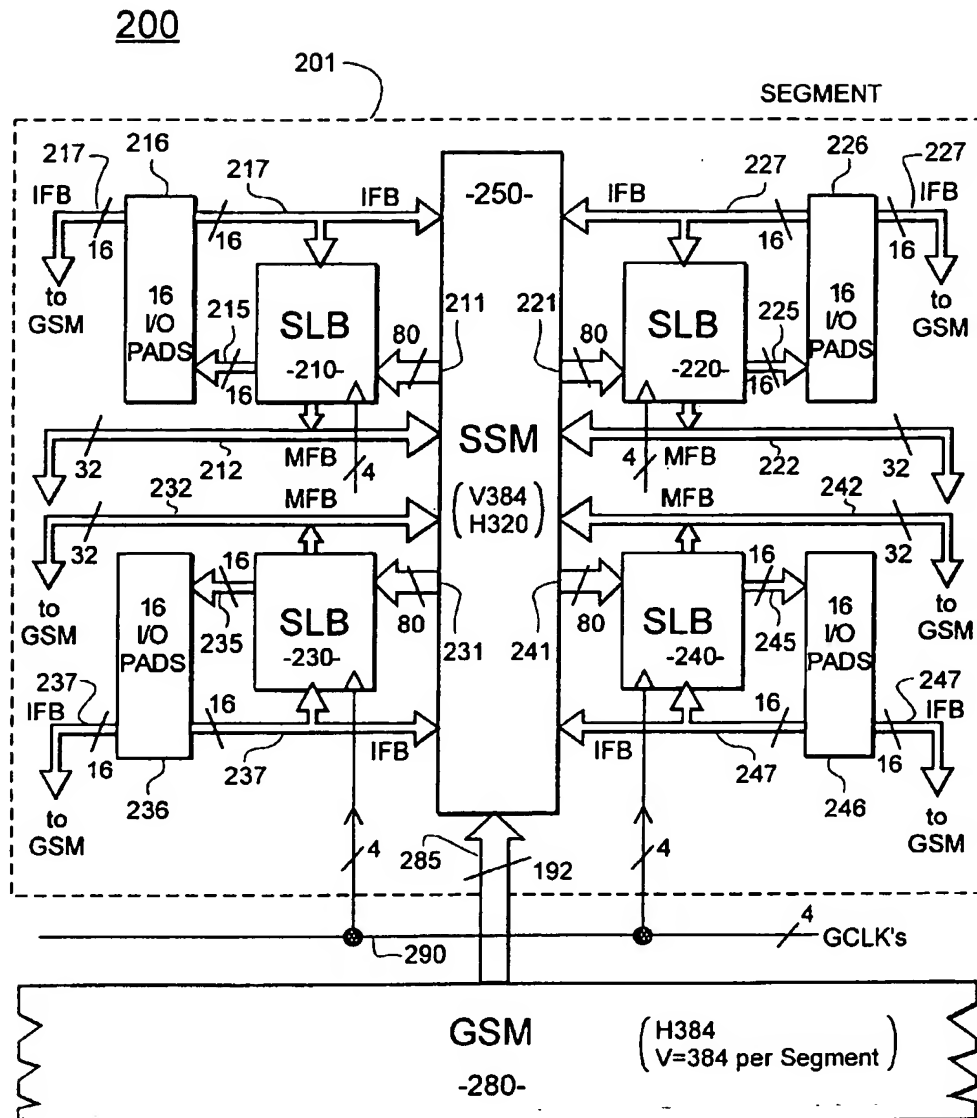 200
201
SEGMENT
217 216 217 226 227
IFB IFB -250- IFB 227 IFB
16 16 16 16
to GSM
16 I/O PADS
215
16
SLB -210-
211
80
221
80
SLB -220-
225
16
16 I/O PADS
to GSM
32
212
MFB
4
SSM
4
MFB
222
32
232
MFB
(V384 H320)
MFB
242
32
32
to GSM
16 I/O PADS
16
235
SLB -230-
80
231
241
80
SLB -240-
16
245
16 I/O PADS
to GSM
237
IFB
16
16
237
IFB
IFB
247
16
247
IFB
16
to GSM
236
4
285
192
4
246
to GSM
290
4
GCLK's
GSM
-280-
(H384 V=384 per Segment)